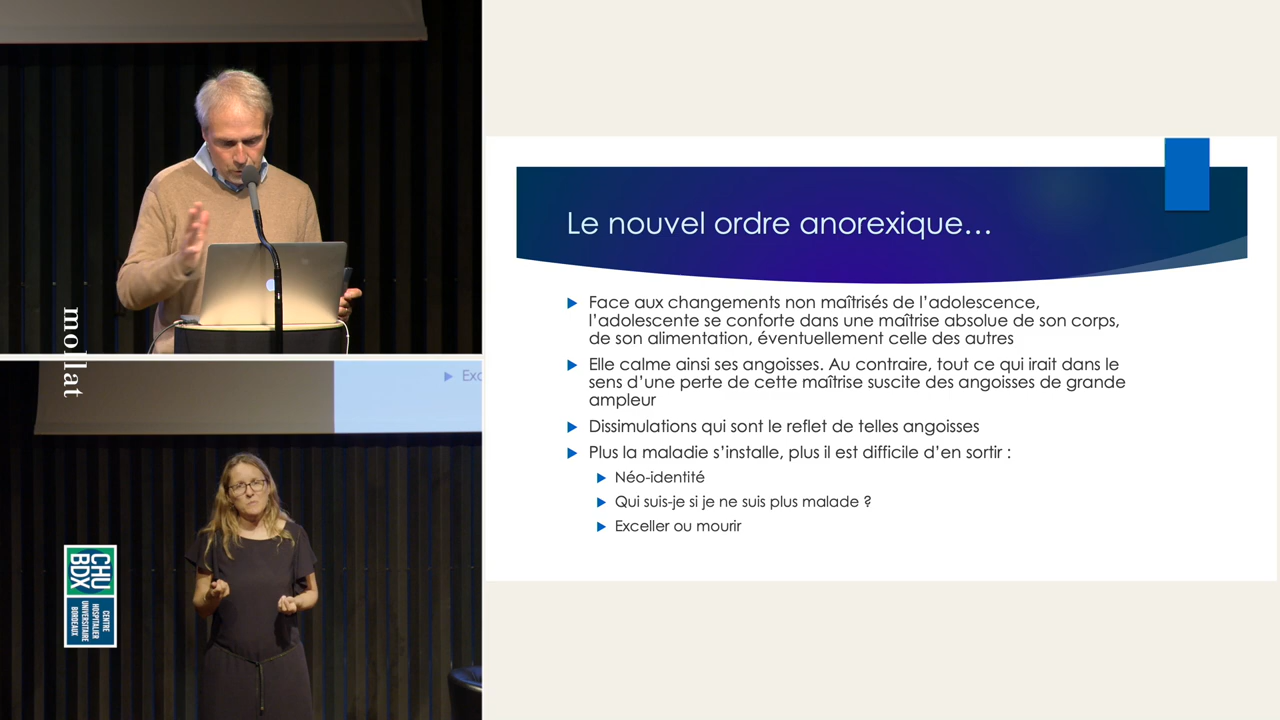 mollat
Exc
CHU
BDX
CENTRE
HOSPITALIER
UNIVERSITAIRE
BORDEAUX
Le nouvel ordre anorexique…
Face aux changements non maîtrisés de l'adolescence,
l'adolescente se conforte dans une maîtrise absolue de son corps,
de son alimentation, éventuellement celle des autres
Elle calme ainsi ses angoisses. Au contraire, tout ce qui irait dans le
sens d'une perte de cette maîtrise suscite des angoisses de grande
ampleur
Dissimulations qui sont le reflet de telles angoisses
Plus la maladie s'installe, plus il est difficile d'en sortir :
Néo-identité
Qui suis-je si je ne suis plus malade ?
Exceller ou mourir